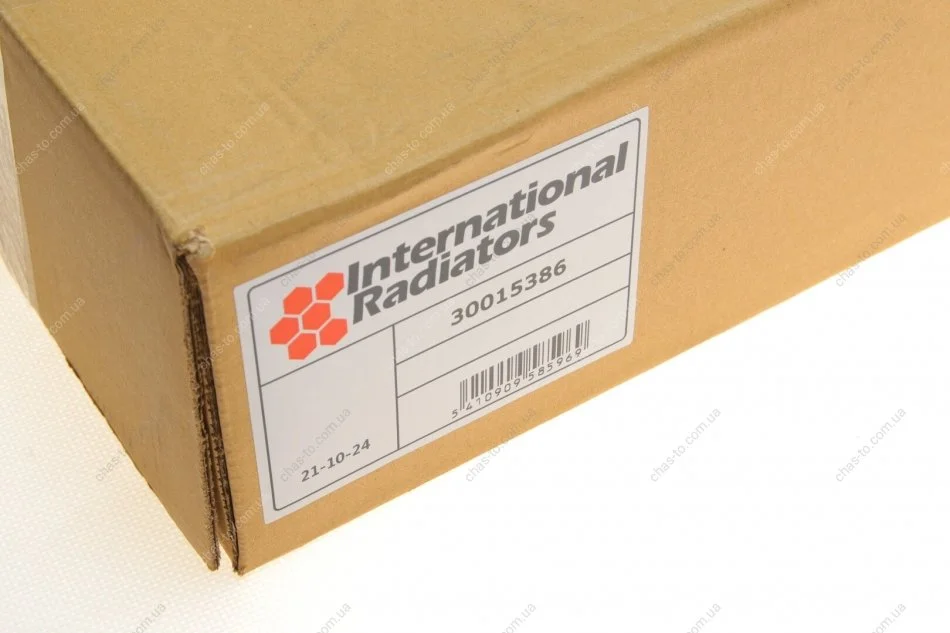 International
Radiators
30015386
5 410909 585969
21-10-24
chas-to.com.ua